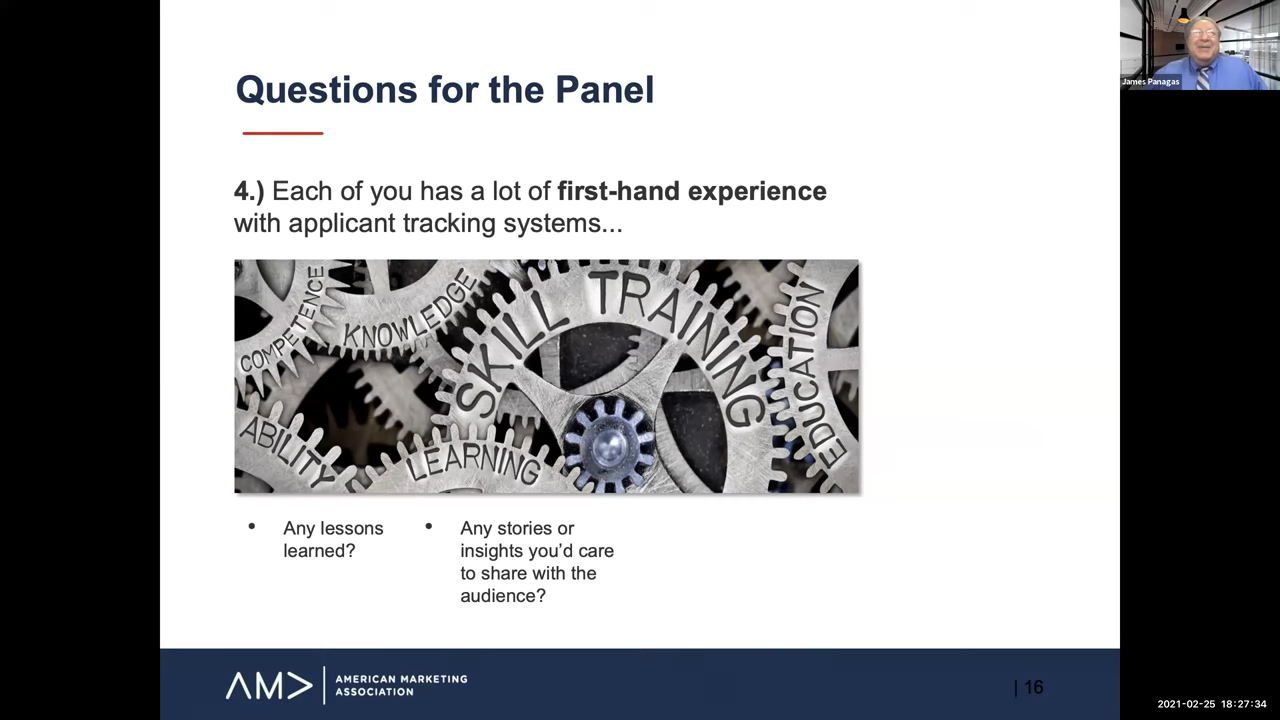 Questions for the Panel
James Panagas
4.) Each of you has a lot of first-hand experience
with applicant tracking systems...
COMPETENCE
KNOWLEDGE
SKILL TRAINING
EDUCATION
ABILITY
LEARNING
• Any lessons
learned?
• Any stories or
insights you’d care
to share with the
audience?
AMA
AMERICAN MARKETING
ASSOCIATION
| 16
2021-02-25 18:27:34